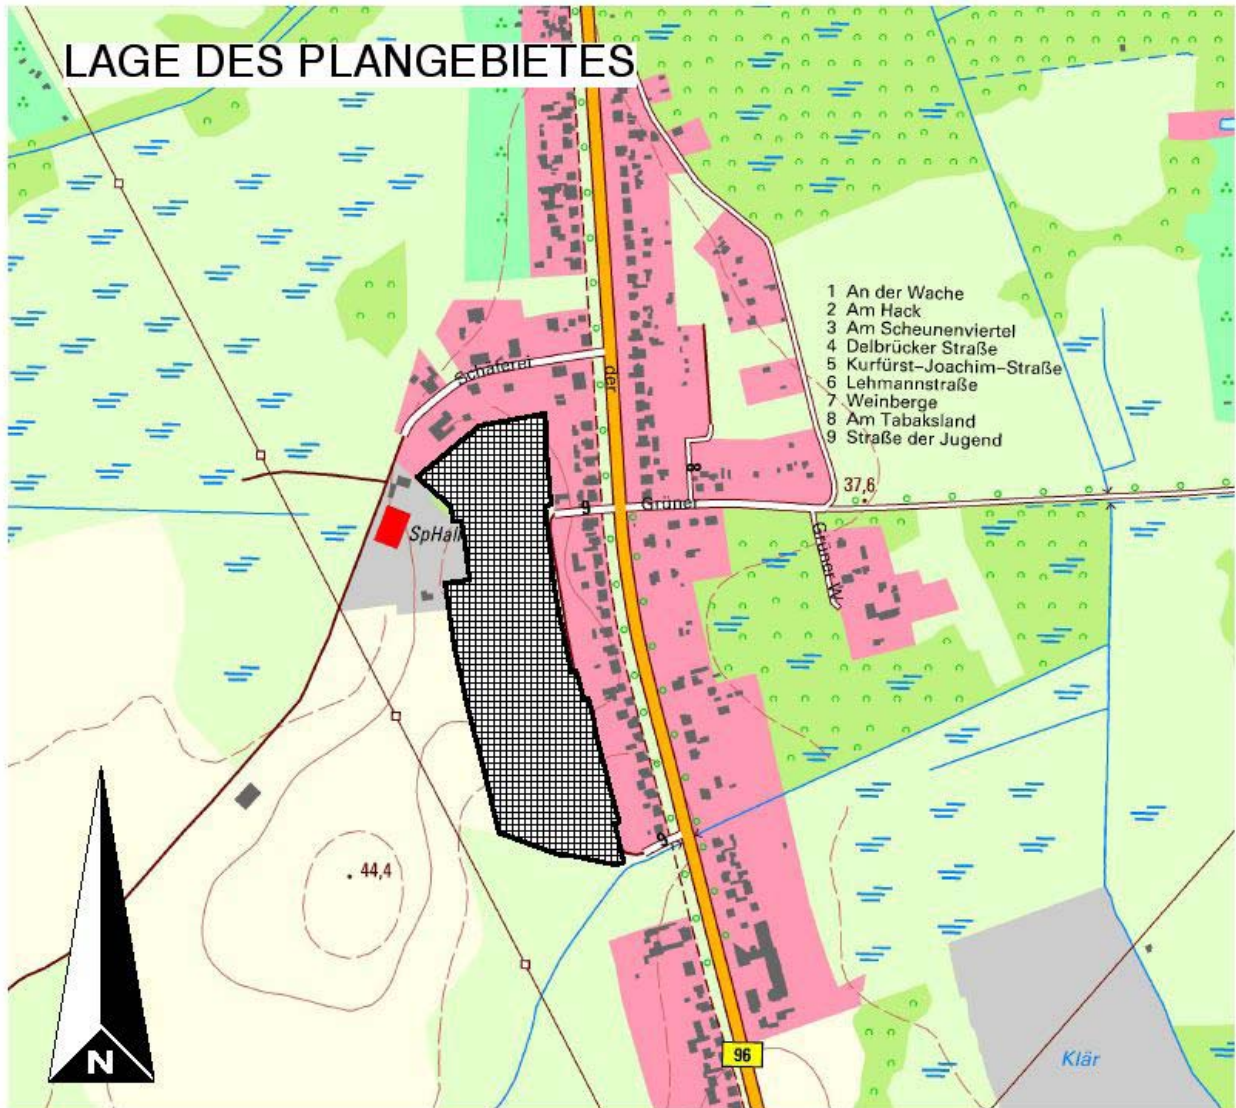 LAGE DES PLANGEBIETES
1 An der Wache
2 Am Hack
3 Am Scheunenviertel
4 Delbrücker Straße
5 Kurfürst–Joachim–Straße
6 Lehmannstraße
7 Weinberge
8 Am Tabaksland
9 Straße der Jugend
Schäferei
der
8
37,6
9
Grüner
SpHall
Grüner W.
9
44,4
N
96
Klär